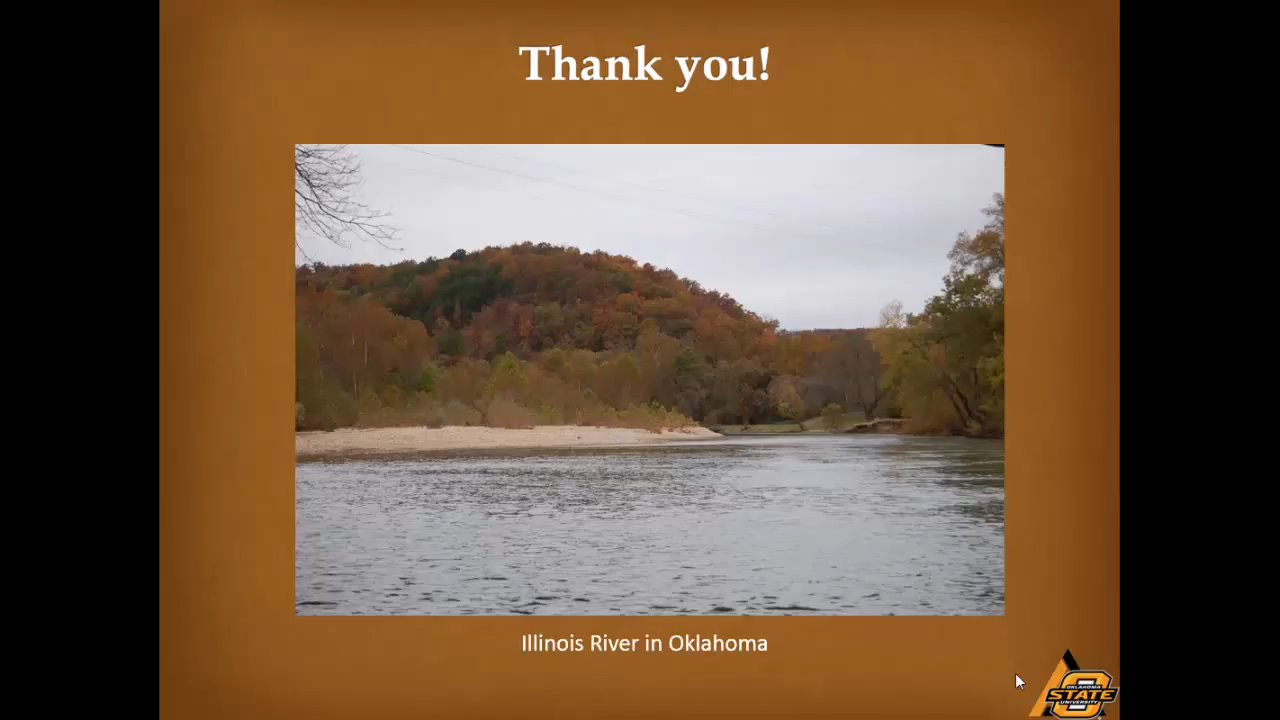 Thank you!
Illinois River in Oklahoma
OKLAHOMA
STATE
UNIVERSITY